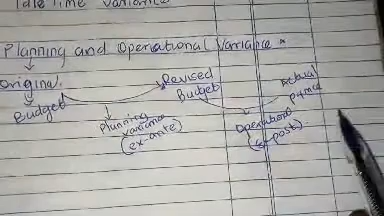 Idle Time Variance
Planning and Operational Variance
Original
Budget
Revised
Budget
Actual
Planning
Variance
(ex-ante)
Operational
(ex-post)